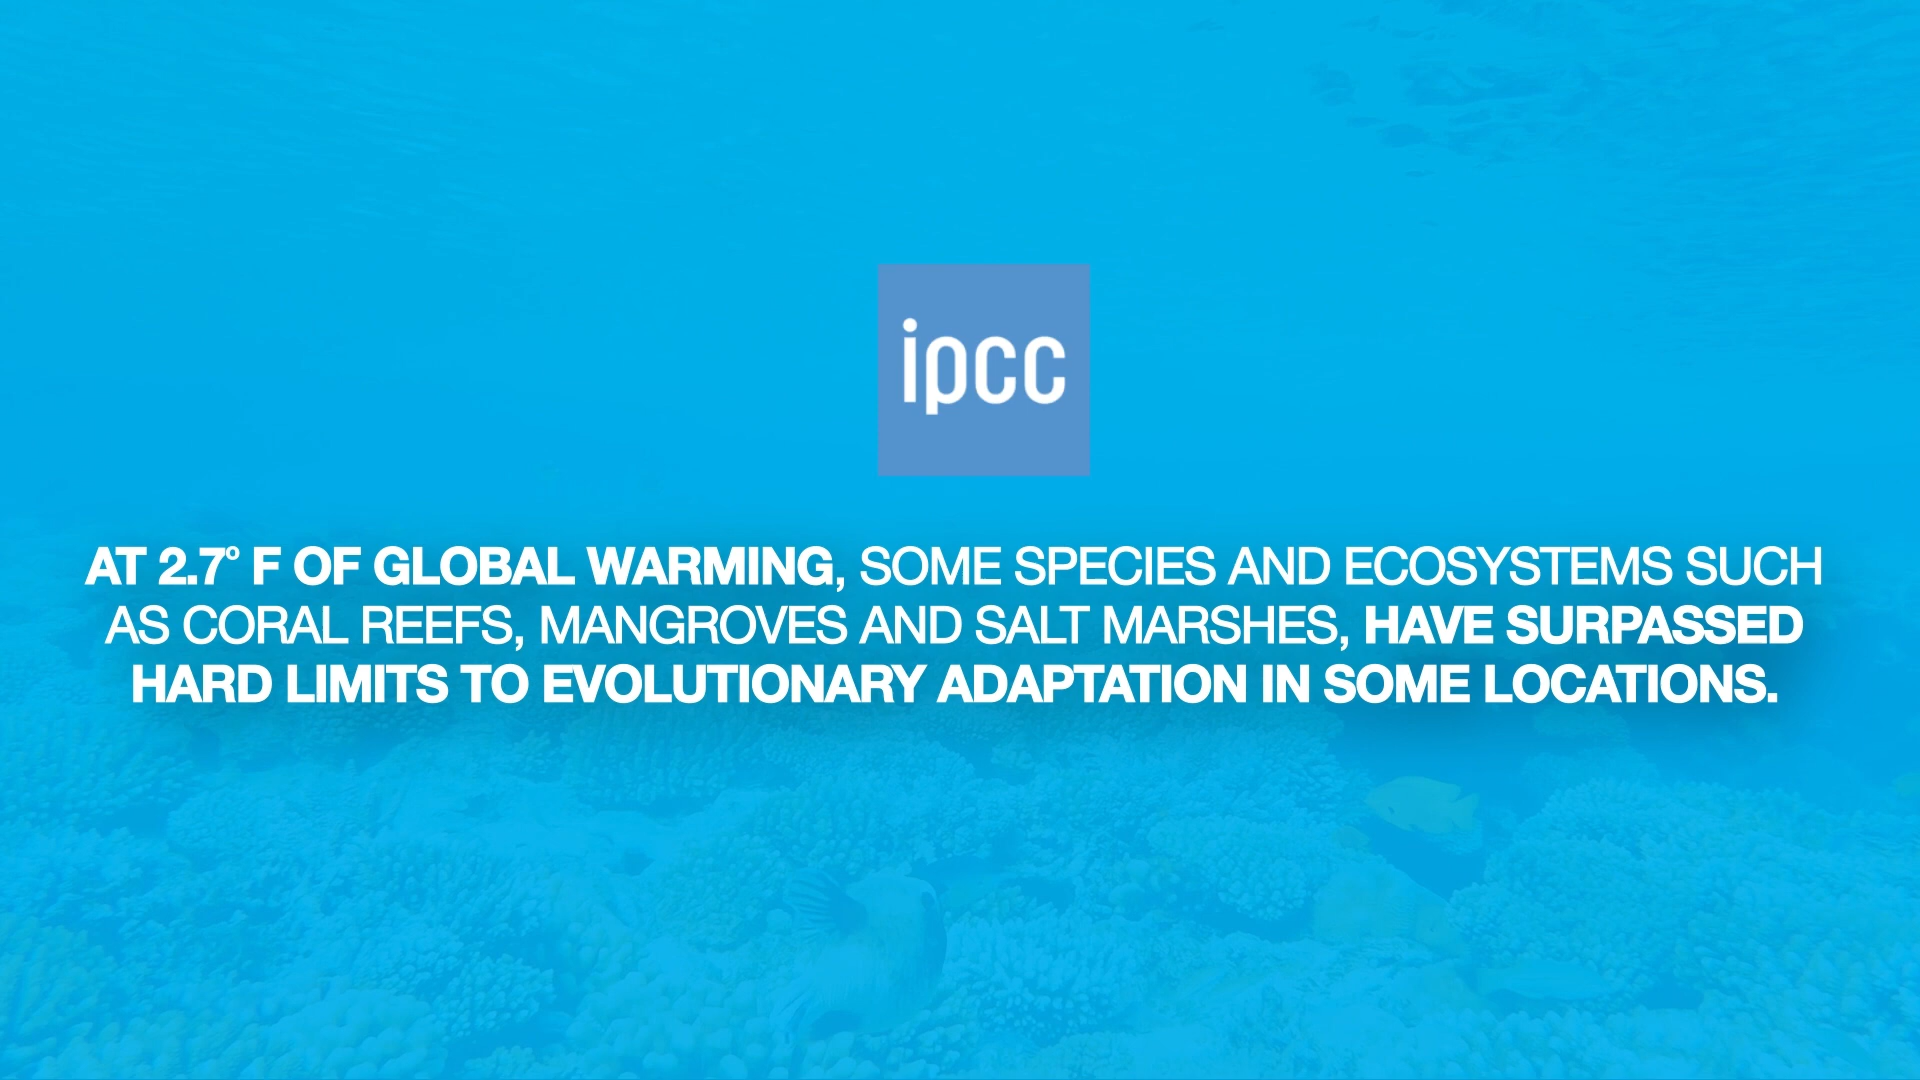 ipcc
AT 2.7º F OF GLOBAL WARMING, SOME SPECIES AND ECOSYSTEMS SUCH
AS CORAL REEFS, MANGROVES AND SALT MARSHES, HAVE SURPASSED
HARD LIMITS TO EVOLUTIONARY ADAPTATION IN SOME LOCATIONS.